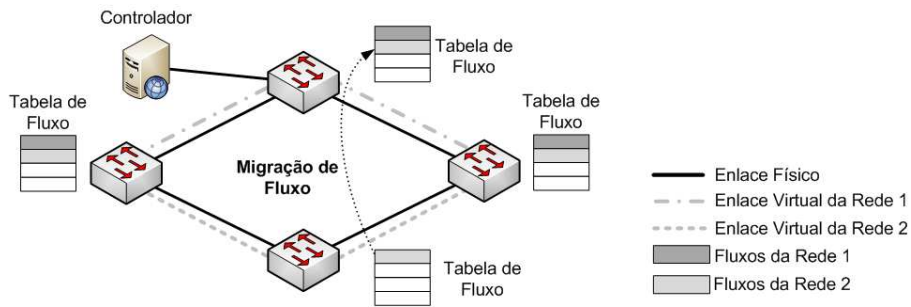 Controlador
Tabela de
Fluxo
Tabela de
Fluxo
Tabela de
Fluxo
Migração de
Fluxo
Tabela de
Fluxo
Enlace Físico
Enlace Virtual da Rede 1
Enlace Virtual da Rede 2
Fluxos da Rede 1
Fluxos da Rede 2